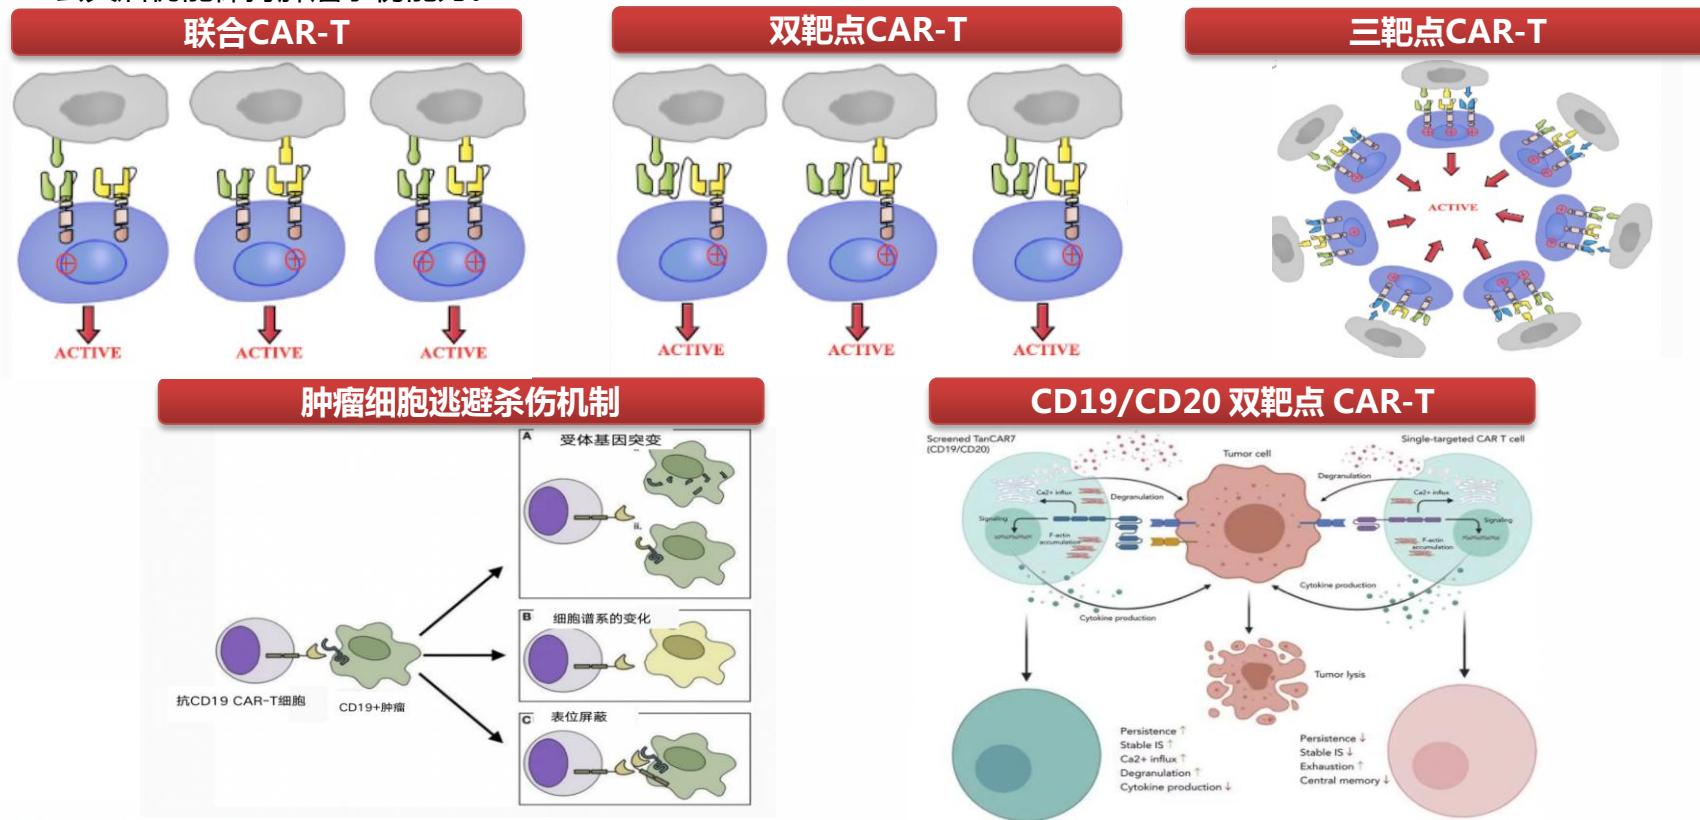 联合CAR-T
双靶点CAR-T
三靶点CAR-T
ACTIVE
ACTIVE
ACTIVE
ACTIVE
ACTIVE
ACTIVE
ACTIVE
肿瘤细胞逃避杀伤机制
CD19/CD20 双靶点 CAR-T
A
受体基因突变
ii.
B
细胞谱系的变化
C
表位屏蔽
抗CD19 CAR-T细胞
CD19+肿瘤
Screened TanCAR7
(CD19/CD20)
Tumor cell
Single-targeted CAR T cell
Degranulation
Degranulation
Ca2+ influx
Ca2+ influx
Signaling
Signaling
F-actin
accumulation
F-actin
accumulation
Cytokine production
Cytokine production
Tumor lysis
Persistence ↑
Stable IS ↑
Ca2+ influx ↑
Degranulation ↑
Cytokine production ↓
Persistence ↓
Stable IS ↓
Exhaustion ↑
Central memory ↓